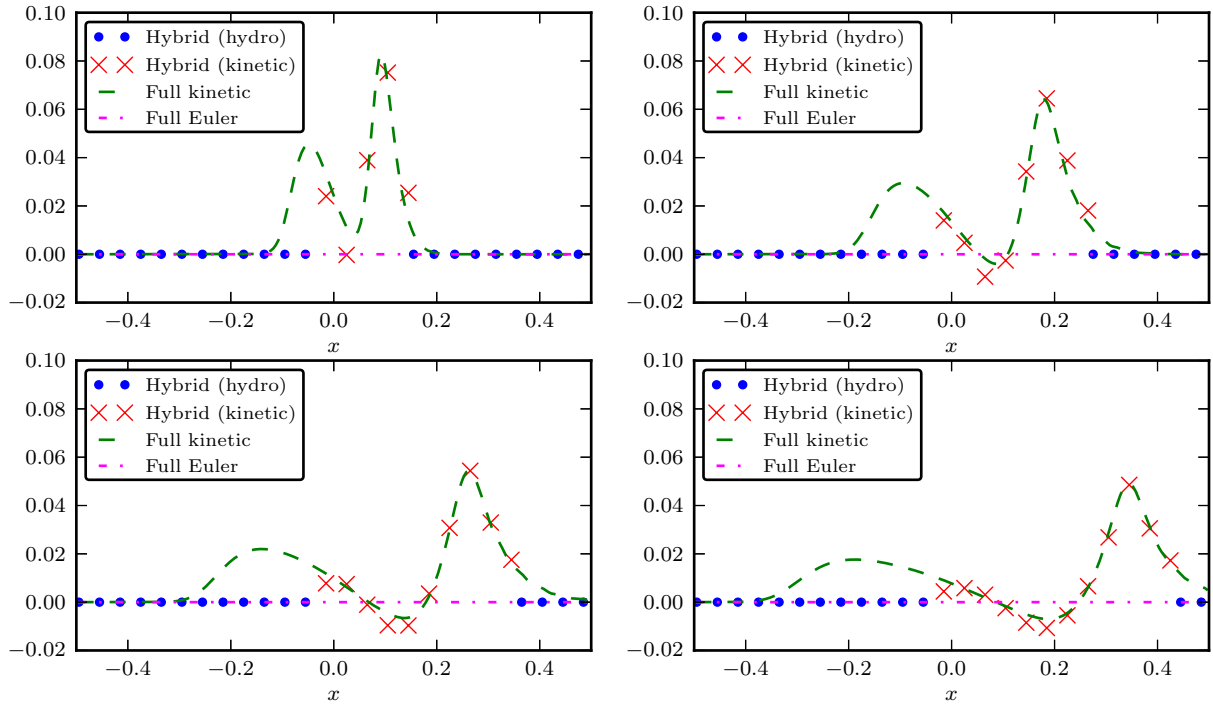 0.10
0.08
0.06
0.04
0.02
0.00
−0.02
Hybrid (hydro)
Hybrid (kinetic)
Full kinetic
Full Euler
−0.4 −0.2 0.0 0.2 0.4
x
0.10
0.08
0.06
0.04
0.02
0.00
−0.02
Hybrid (hydro)
Hybrid (kinetic)
Full kinetic
Full Euler
−0.4 −0.2 0.0 0.2 0.4
x
0.10
0.08
0.06
0.04
0.02
0.00
−0.02
Hybrid (hydro)
Hybrid (kinetic)
Full kinetic
Full Euler
−0.4 −0.2 0.0 0.2 0.4
x
0.10
0.08
0.06
0.04
0.02
0.00
−0.02
Hybrid (hydro)
Hybrid (kinetic)
Full kinetic
Full Euler
−0.4 −0.2 0.0 0.2 0.4
x